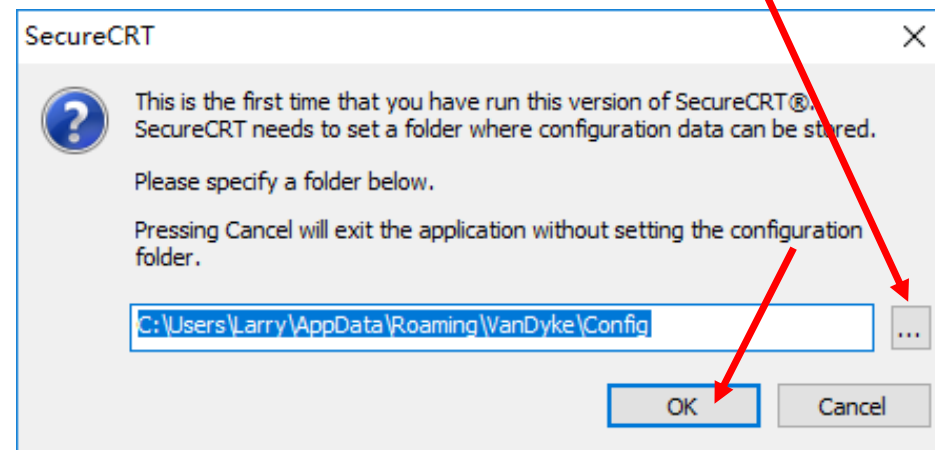 SecureCRT
This is the first time that you have run this version of SecureCRT®.
SecureCRT needs to set a folder where configuration data can be stored.
Please specify a folder below.
Pressing Cancel will exit the application without setting the configuration
folder.
C:\Users\Larry\AppData\Roaming\VanDyke\Config
...
OK Cancel